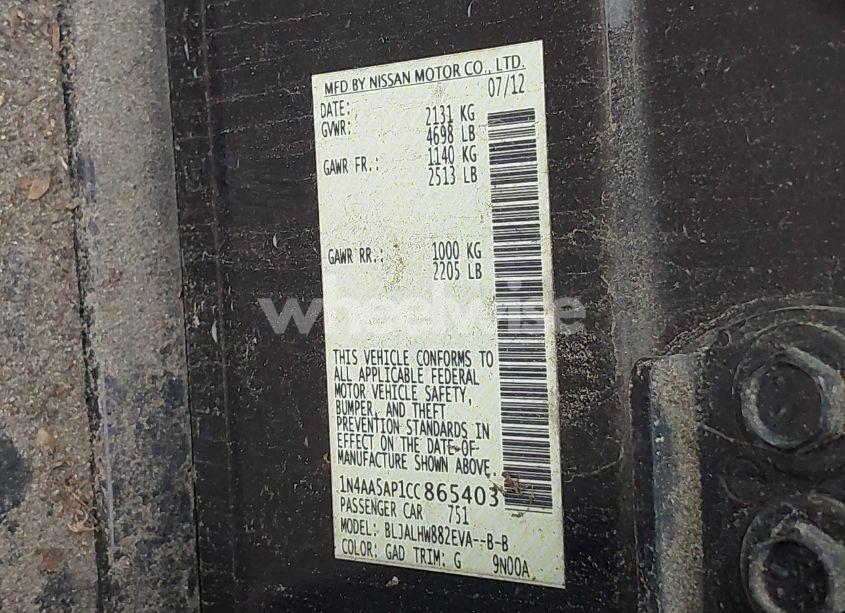 MFD BY NISSAN MOTOR CO., LTD.
DATE: 07/12
GVWR: 2131 KG
4698 LB
GAWR FR.: 1140 KG
2513 LB
GAWR RR.: 1000 KG
2205 LB
wheelwise
THIS VEHICLE CONFORMS TO
ALL APPLICABLE FEDERAL
MOTOR VEHICLE SAFETY,
BUMPER, AND THEFT
PREVENTION STANDARDS IN
EFFECT ON THE DATE OF
MANUFACTURE SHOWN ABOVE.
1N4AA5AP1CC865403
PASSENGER CAR 751
MODEL: BLJALHW882EVA--B-B
COLOR: GAD TRIM: G 9N00A